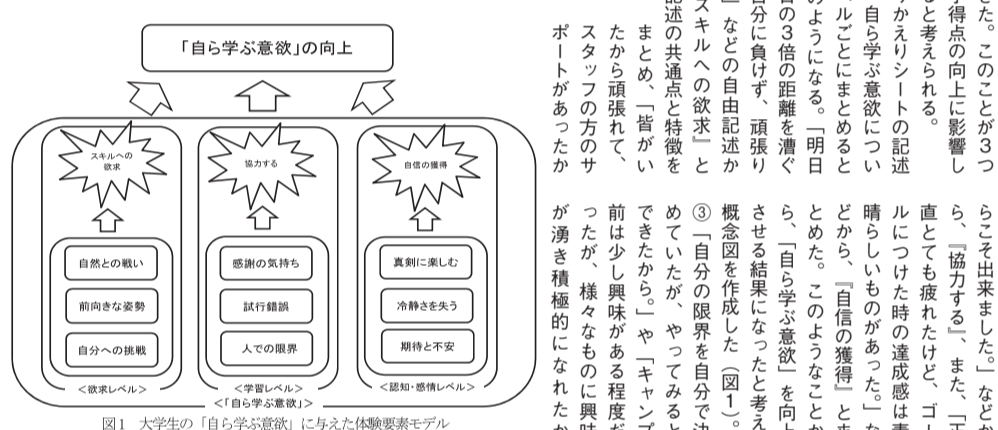 「自ら学ぶ意欲」の向上
スキルへの
欲求
協力する
自信の獲得
自然との戦い
前向きな姿勢
自分への挑戦
＜欲求レベル＞
感謝の気持ち
試行錯誤
人での限界
＜学習レベル＞
真剣に楽しむ
冷静さを失う
期待と不安
＜認知・感情レベル＞
＜「自ら学ぶ意欲」＞
図1　大学生の「自ら学ぶ意欲」に与えた体験要素モデル
きた。このことが３つ
得点の向上に影響し
ると考えられる。
りかえりシートの記述
自ら学ぶ意欲につい
ルごとにまとめると
のようになる。「明日
の３倍の距離を漕ぐ
自分に負けず、頑張り
』などの自由記述か
スキルへの欲求』と
記述の共通点と特徴を
まとめ、「皆がい
たから頑張れて、
スタッフの方のサ
ポートがあったか
らこそ出来ました。」などか
ら、『協力する』、また、「正
直とても疲れたけど、ゴー
ルにつけた時の達成感は素
晴らしいものがあった。」な
どから、『自信の獲得』とま
とめた。このようなことか
ら、「自ら学ぶ意欲」を向上
させる結果になったと考え
概念図を作成した（図1）。
③「自分の限界を自分で決
めていたが、やってみると
できたから。」や「キャンプ
前は少し興味がある程度だ
ったが、様々なものに興味
が湧き積極的になれたか